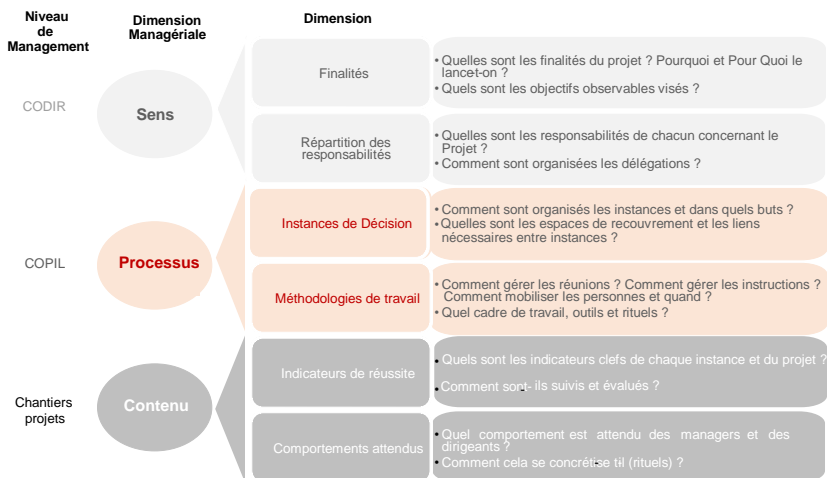 Niveau
de
Management
Dimension
Managériale
Dimension
CODIR
Sens
Finalités
• Quelles sont les finalités du projet ? Pourquoi et Pour Quoi le
lance-t-on ?
• Quels sont les objectifs observables visés ?
Répartition des
responsabilités
• Quelles sont les responsabilités de chacun concernant le
Projet ?
• Comment sont organisées les délégations ?
COPIL
Processus
Instances de Décision
• Comment sont organisés les instances et dans quels buts ?
• Quelles sont les espaces de recouvrement et les liens
nécessaires entre instances ?
Méthodologies de travail
• Comment gérer les réunions ? Comment gérer les instructions ?
Comment mobiliser les personnes et quand ?
• Quel cadre de travail, outils et rituels ?
Chantiers
projets
Contenu
Indicateurs de réussite
• Quels sont les indicateurs clefs de chaque instance et du projet ?
• Comment sont- ils suivis et évalués ?
Comportements attendus
• Quel comportement est attendu des managers et des
dirigeants ?
• Comment cela se concrétise t-il (rituels) ?